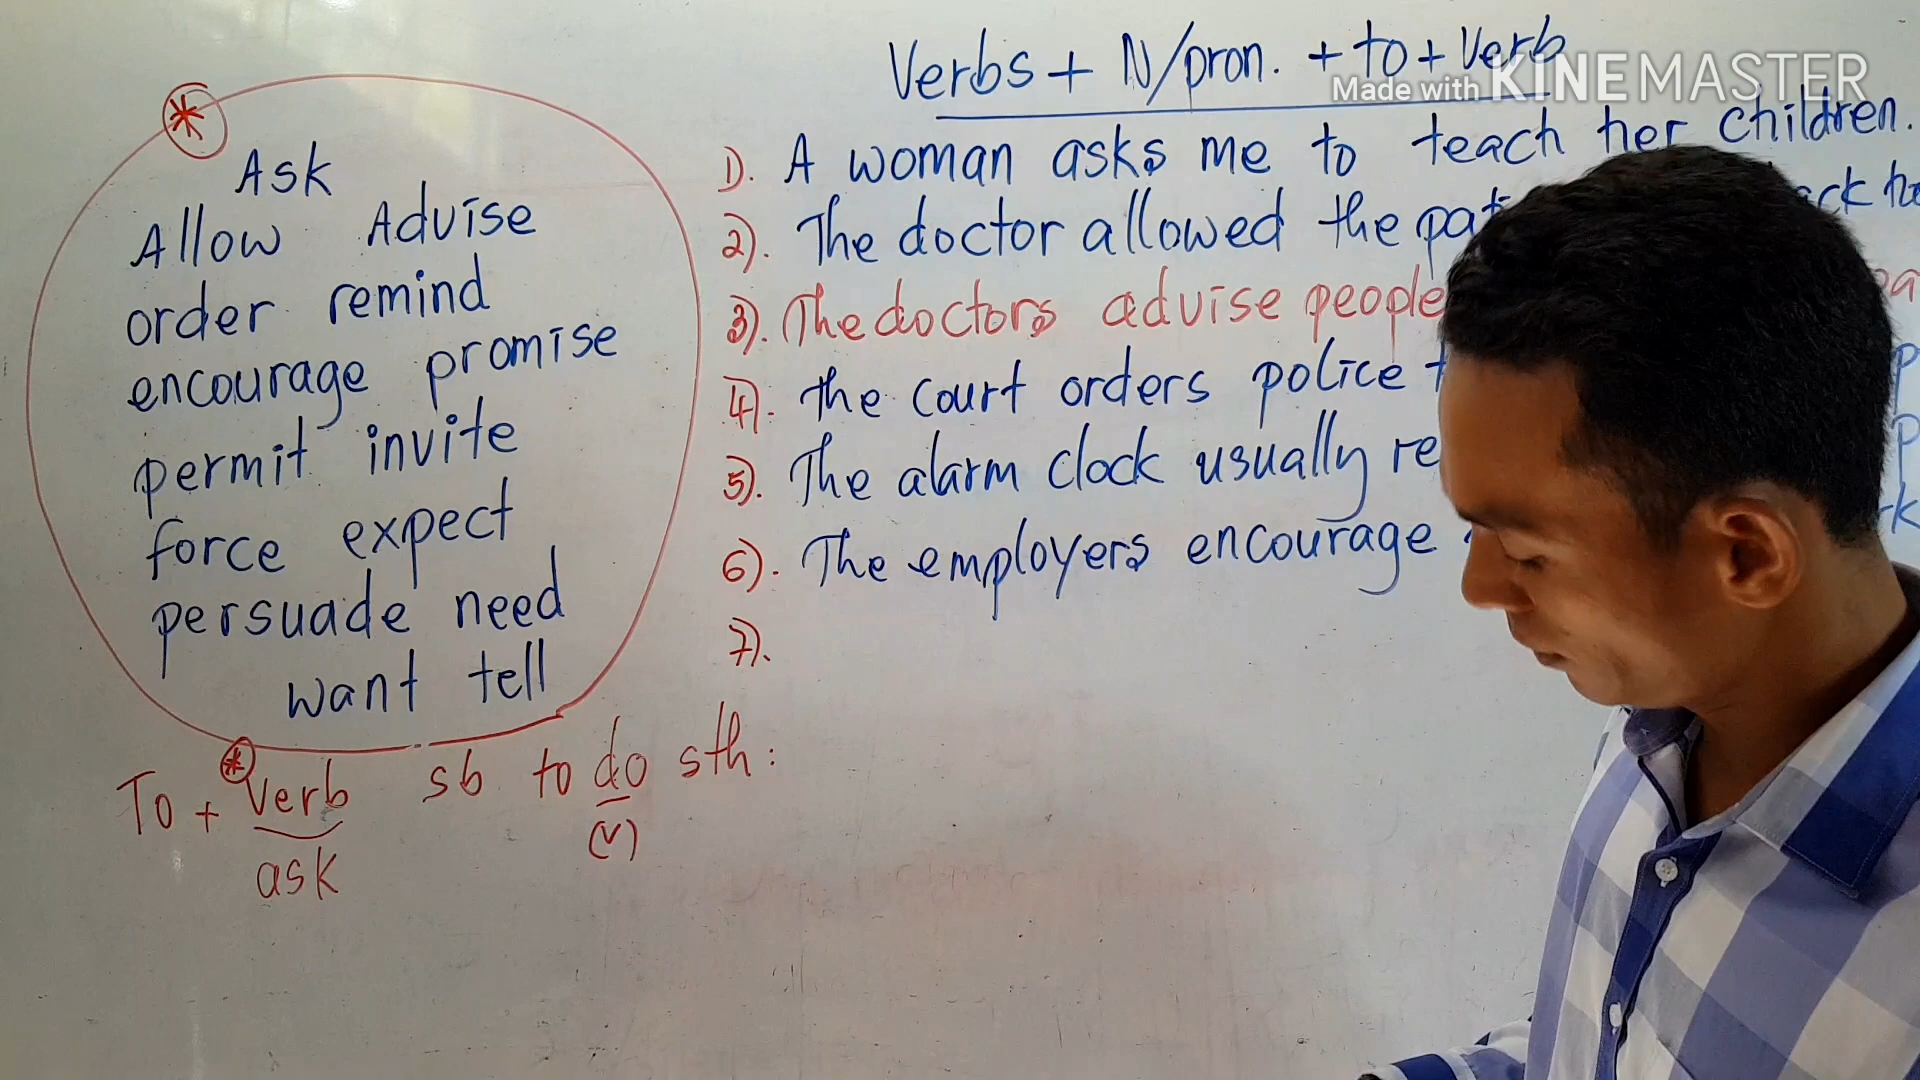 Verbs + N/pron. + to + verb
Made with KINEMASTER
*
Ask
Allow Advise
order remind
encourage promise
permit invite
force expect
persuade need
want tell
* To + verb sb to do sth:
ask (v)
1). A woman asks me to teach her children.
2). The doctor allowed the
3). The doctors advise people
4). the court orders police
5). The alarm clock usually
6). The employers encourage
7).